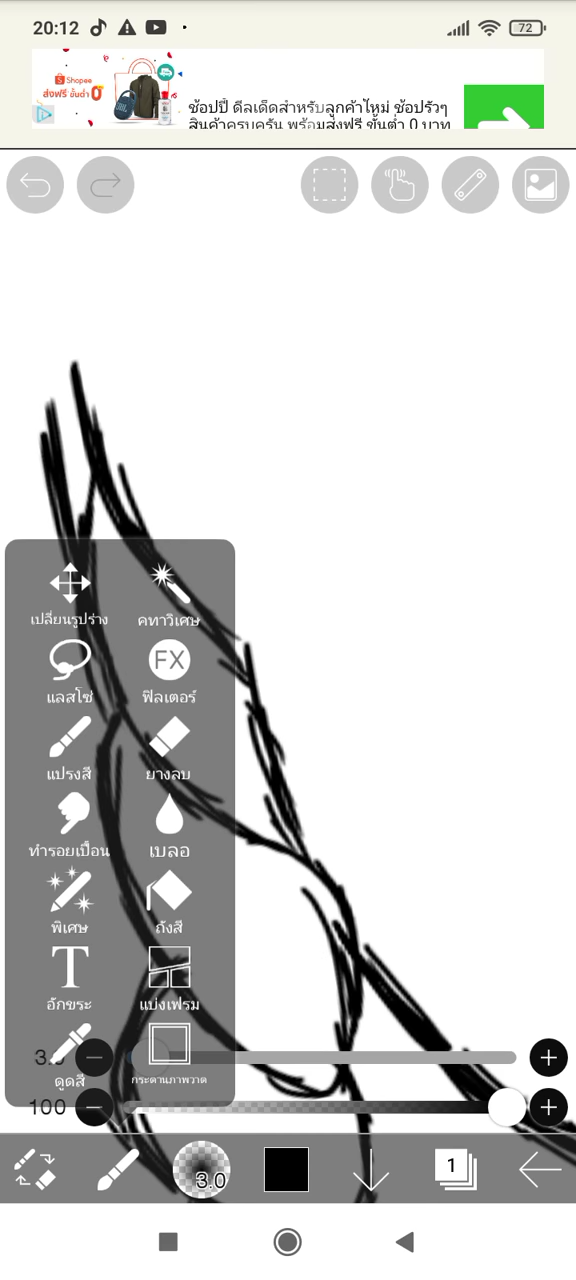 20:12
72
Shopee
ส่งฟรี ขั้นต่ำ 0
ช้อปปี้ ดีลเด็ดสำหรับลูกค้าใหม่ ช้อปรัวๆ
สินค้าครบครัน พร้อมส่งฟรี ขั้นต่ำ 0 บาท
เปลี่ยนรูปร่าง
คทาวิเศษ
FX
แลสโซ่
ฟิลเตอร์
แปรงสี
ยางลบ
ทำรอยเปื้อน
เบลอ
พิเศษ
ถังสี
T
อักขระ
แบ่งเฟรม
ดูดสี
กระดานภาพวาด
100
3.0
1